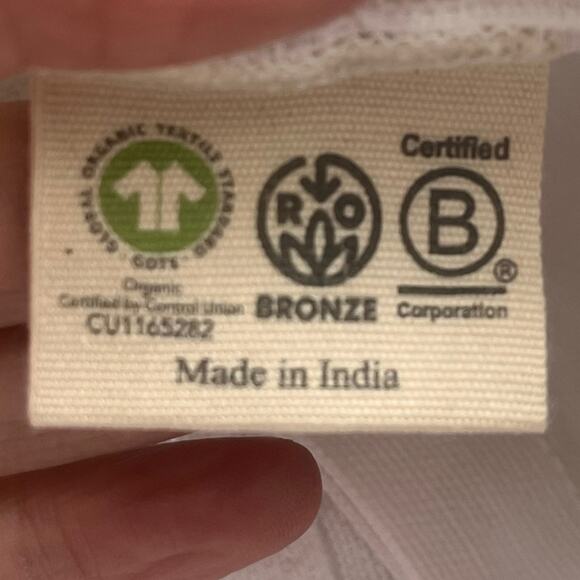 GLOBAL ORGANIC TEXTILE STANDARD
· GOTS ·
Organic
Certified by Control Union
CU1165282
R O
BRONZE
Certified
B
®
Corporation
Made in India